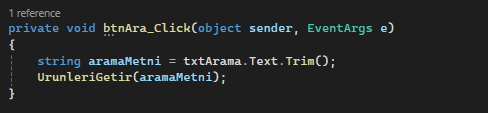 1 reference
private void btnAra_Click(object sender, EventArgs e)
{
string aramaMetni = txtArama.Text.Trim();
UrunleriGetir(aramaMetni);
}